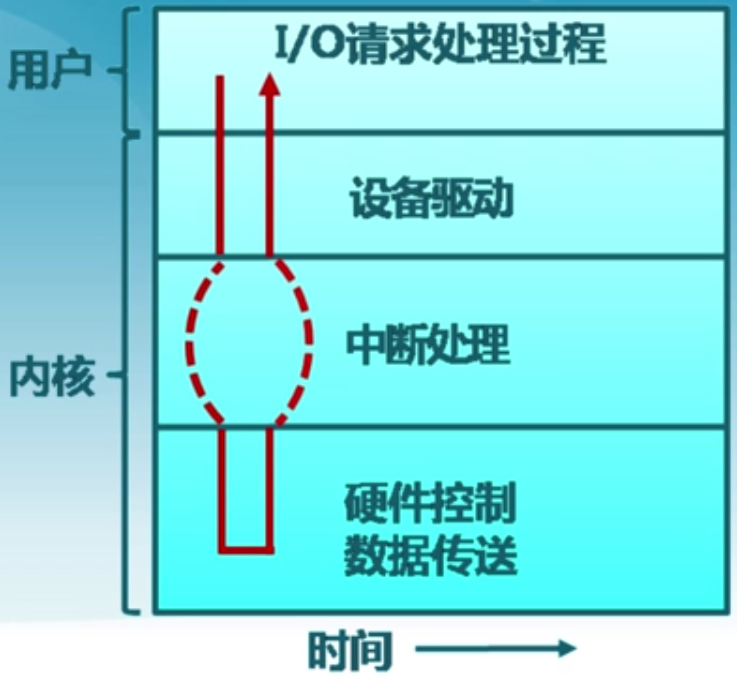 I/O请求处理过程
用户
设备驱动
中断处理
内核
硬件控制
数据传送
时间